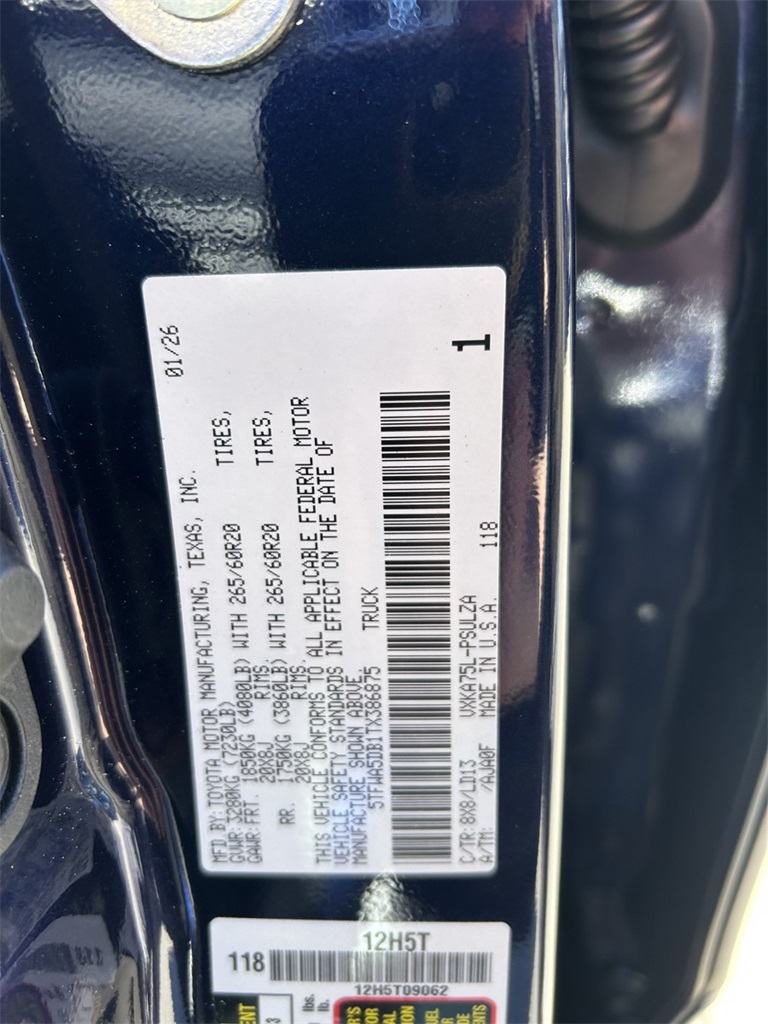 MFD BY: TOYOTA MOTOR MANUFACTURING, TEXAS, INC. 01/26
GVWR: 3280KG (7230LB)
GAWR: FRT. 1850KG (4080LB) WITH 265/60R20 TIRES,
20X8J RIMS.
RR. 1750KG (3860LB) WITH 265/60R20 TIRES,
20X8J RIMS.
THIS VEHICLE CONFORMS TO ALL APPLICABLE FEDERAL MOTOR
VEHICLE SAFETY STANDARDS IN EFFECT ON THE DATE OF
MANUFACTURE SHOWN ABOVE.
5TFWA5DB1TX386875 TRUCK
C/TR: 8X8/LD13 VXKA75L-PSULZA
A/TM: /AJA0F MADE IN U.S.A. 118
1
12H5T
118
12H5T09062
lbs.
lb.